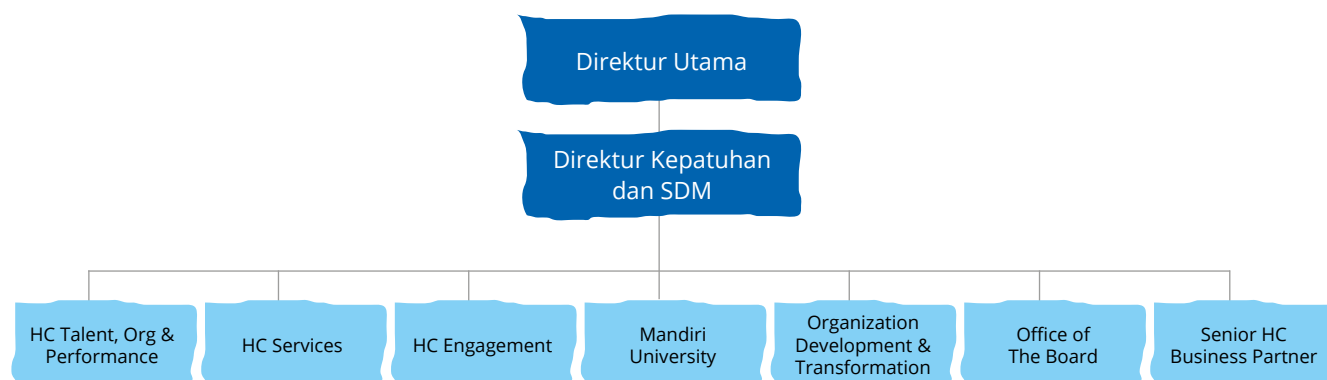 Direktur Utama
Direktur Kepatuhan
dan SDM
HC Talent, Org &
Performance
HC Services
HC Engagement
Mandiri
University
Organization
Development &
Transformation
Office of
The Board
Senior HC
Business Partner